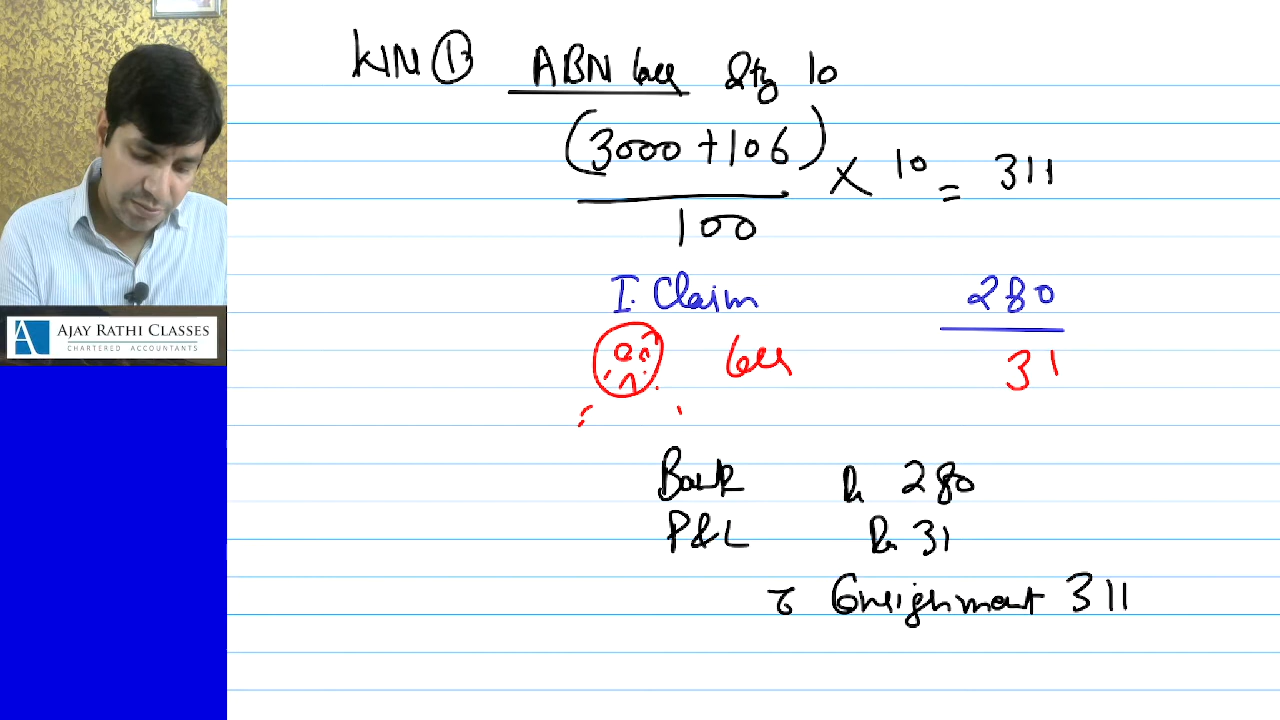 WN ① ABN Loss Qty 10
(3000 + 106)
100
× 10 = 311
I. Claim 280
Loss 31
Bank Dr 280
P&L Dr 31
To Consignment 311
A AJAY RATHI CLASSES
CHARTERED ACCOUNTANTS